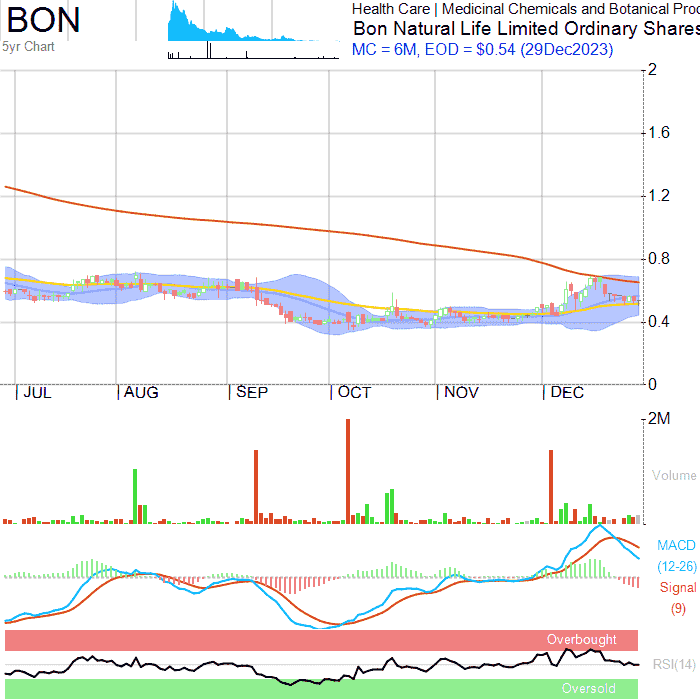 BON
5yr Chart
Health Care | Medicinal Chemicals and Botanical Prod
Bon Natural Life Limited Ordinary Shares
MC = 6M, EOD = $0.54 (29Dec2023)
2
1.6
1.2
0.8
0.4
0
JUL AUG SEP OCT NOV DEC
2M
Volume
MACD
(12-26)
Signal
(9)
Overbought
RSI(14)
Oversold